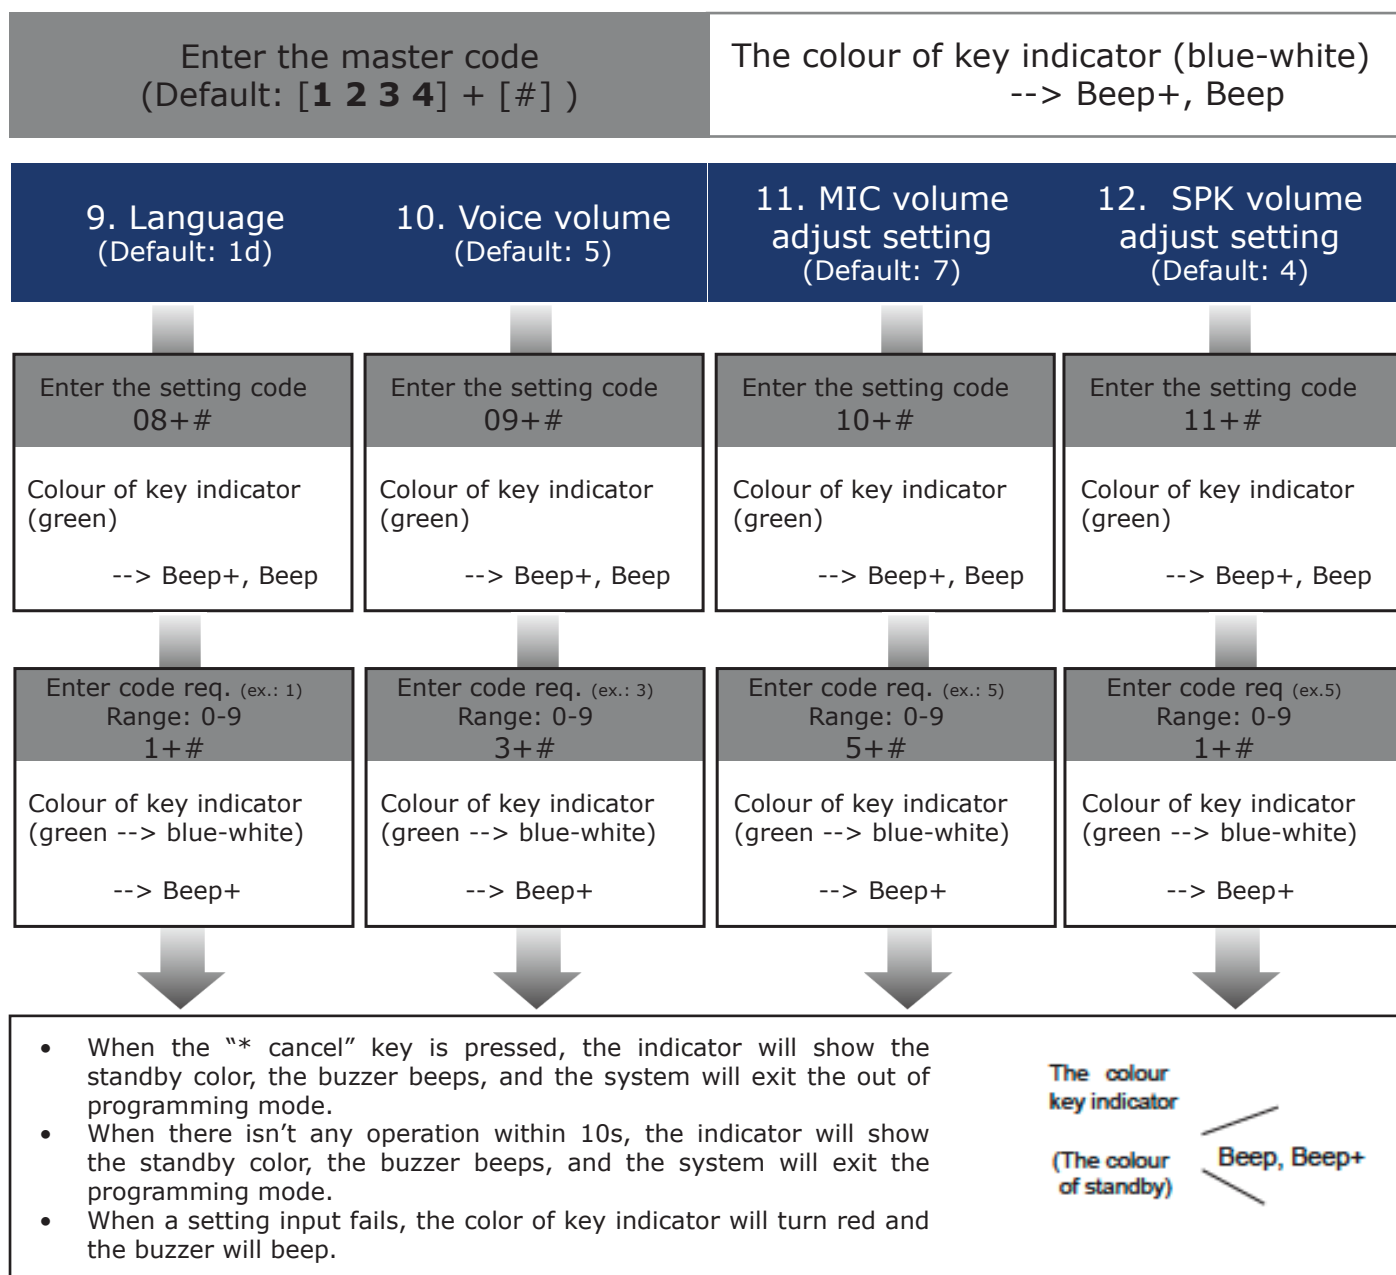 Enter the master code
(Default: [1 2 3 4] + [#] )
The colour of key indicator (blue-white)
--> Beep+, Beep
9. Language
(Default: 1d)
10. Voice volume
(Default: 5)
11. MIC volume
adjust setting
(Default: 7)
12. SPK volume
adjust setting
(Default: 4)
Enter the setting code
08+#
Colour of key indicator
(green)
--> Beep+, Beep
Enter the setting code
09+#
Colour of key indicator
(green)
--> Beep+, Beep
Enter the setting code
10+#
Colour of key indicator
(green)
--> Beep+, Beep
Enter the setting code
11+#
Colour of key indicator
(green)
--> Beep+, Beep
Enter code req. (ex.: 1)
Range: 0-9
1+#
Colour of key indicator
(green --> blue-white)
--> Beep+
Enter code req. (ex.: 3)
Range: 0-9
3+#
Colour of key indicator
(green --> blue-white)
--> Beep+
Enter code req. (ex.: 5)
Range: 0-9
5+#
Colour of key indicator
(green --> blue-white)
--> Beep+
Enter code req (ex.5)
Range: 0-9
1+#
Colour of key indicator
(green --> blue-white)
--> Beep+
• When the “* cancel” key is pressed, the indicator will show the
standby color, the buzzer beeps, and the system will exit the out of
programming mode.
• When there isn’t any operation within 10s, the indicator will show
the standby color, the buzzer beeps, and the system will exit the
programming mode.
• When a setting input fails, the color of key indicator will turn red and
the buzzer will beep.
The colour
key indicator
(The colour
of standby)
Beep, Beep+